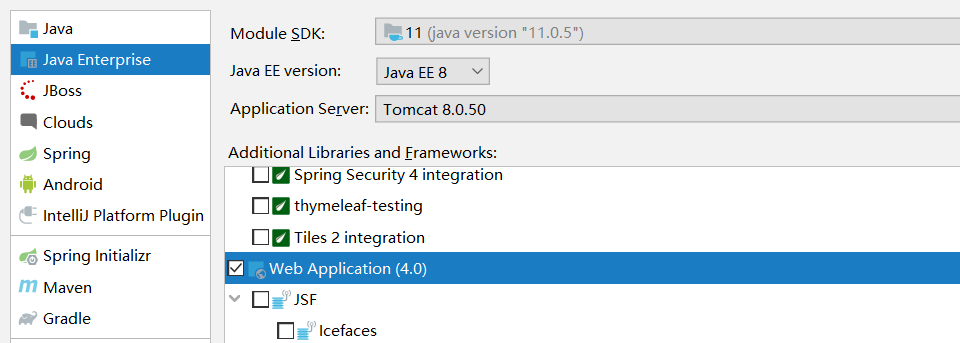 Java
Java Enterprise
JBoss
Clouds
Spring
Android
IntelliJ Platform Plugin
Spring Initializr
Maven
Gradle
Module SDK: 11 (java version "11.0.5")
Java EE version: Java EE 8
Application Server: Tomcat 8.0.50
Additional Libraries and Frameworks:
Spring Security 4 integration
thymeleaf-testing
Tiles 2 integration
Web Application (4.0)
JSF
Icefaces